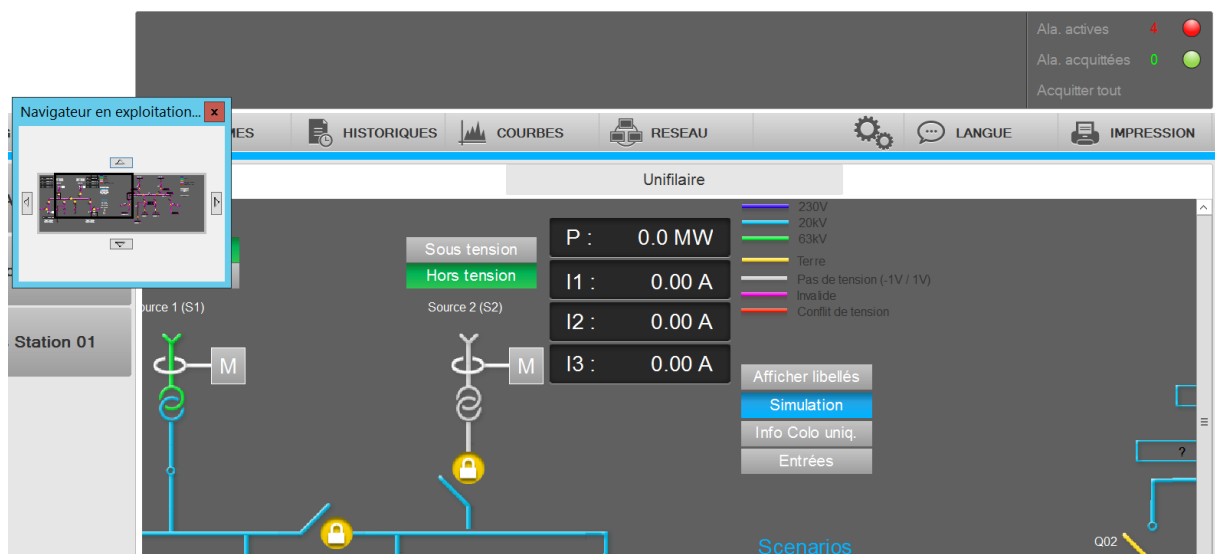 Ala. actives 4
Ala. acquittées 0
Acquitter tout
Navigateur en exploitation... x
MES HISTORIQUES COURBES RESEAU LANGUE IMPRESSION
Unifilaire
230V
20kV
63kV
Terre
Pas de tension (-1V / 1V)
Invalide
Conflit de tension
Sous tension
Hors tension
P : 0.0 MW
I1 : 0.00 A
I2 : 0.00 A
I3 : 0.00 A
ource 1 (S1)
Source 2 (S2)
Station 01
M
M
Afficher libellés
Simulation
Info Colo uniq.
Entrées
?
Scenarios
Q02